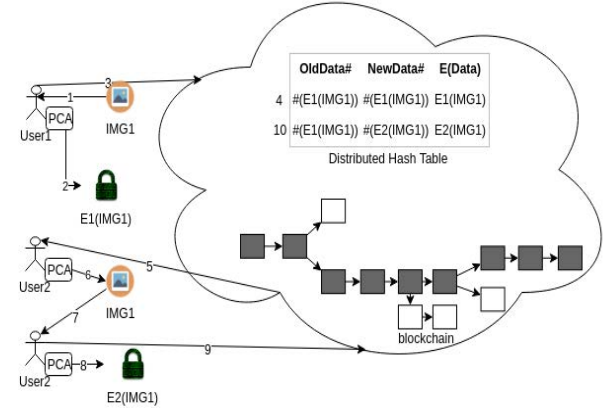 OldData# NewData# E(Data)
4 #(E1(IMG1)) #(E1(IMG1)) E1(IMG1)
10 #(E1(IMG1)) #(E2(IMG1)) E2(IMG1)
Distributed Hash Table
3
1
PCA
User1
IMG1
2
E1(IMG1)
5
PCA
6
User2
IMG1
7
blockchain
9
PCA
8
User2
E2(IMG1)